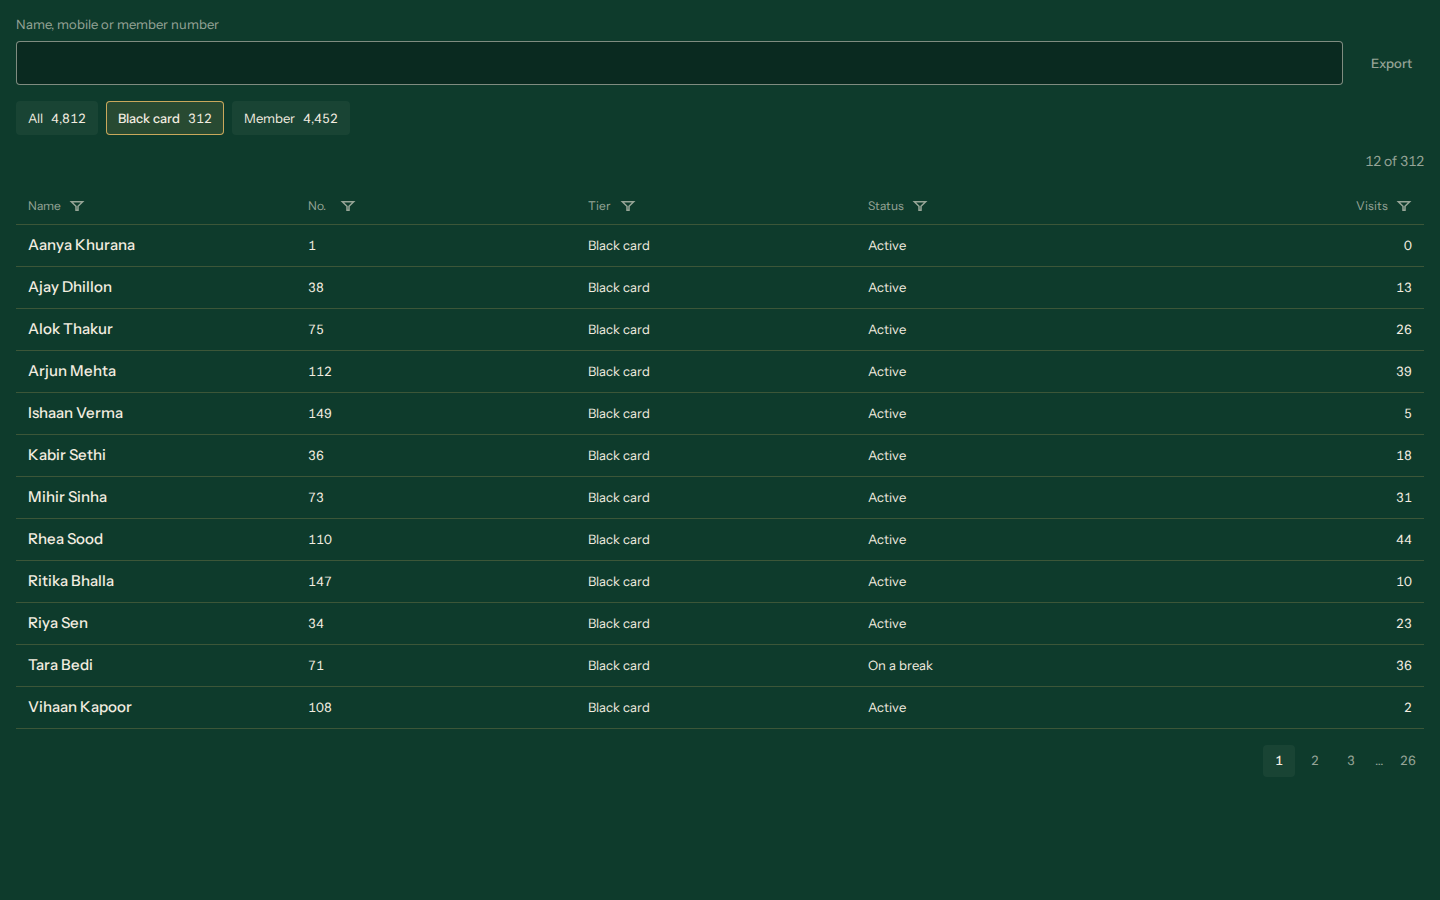 Name, mobile or member number
Export
All 4,812 Black card 312 Member 4,452
12 of 312
Name No. Tier Status Visits
Aanya Khurana 1 Black card Active 0
Ajay Dhillon 38 Black card Active 13
Alok Thakur 75 Black card Active 26
Arjun Mehta 112 Black card Active 39
Ishaan Verma 149 Black card Active 5
Kabir Sethi 36 Black card Active 18
Mihir Sinha 73 Black card Active 31
Rhea Sood 110 Black card Active 44
Ritika Bhalla 147 Black card Active 10
Riya Sen 34 Black card Active 23
Tara Bedi 71 Black card On a break 36
Vihaan Kapoor 108 Black card Active 2
1 2 3 … 26